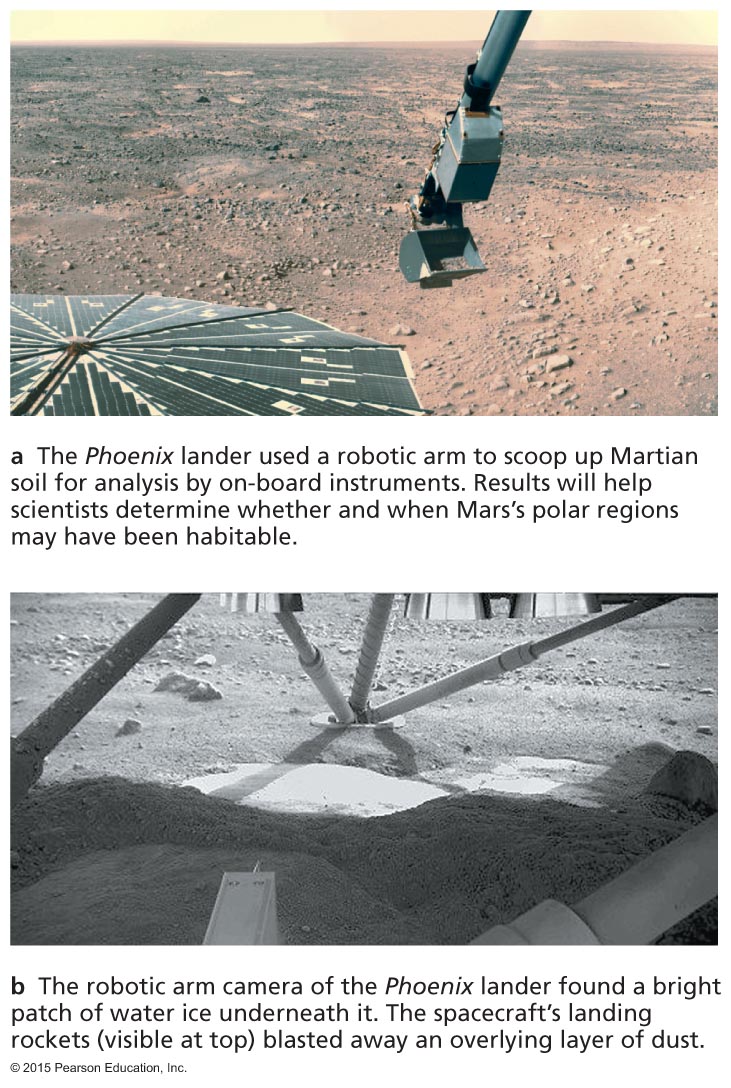 a The Phoenix lander used a robotic arm to scoop up Martian
soil for analysis by on-board instruments. Results will help
scientists determine whether and when Mars’s polar regions
may have been habitable.
b The robotic arm camera of the Phoenix lander found a bright
patch of water ice underneath it. The spacecraft’s landing
rockets (visible at top) blasted away an overlying layer of dust.
© 2015 Pearson Education, Inc.